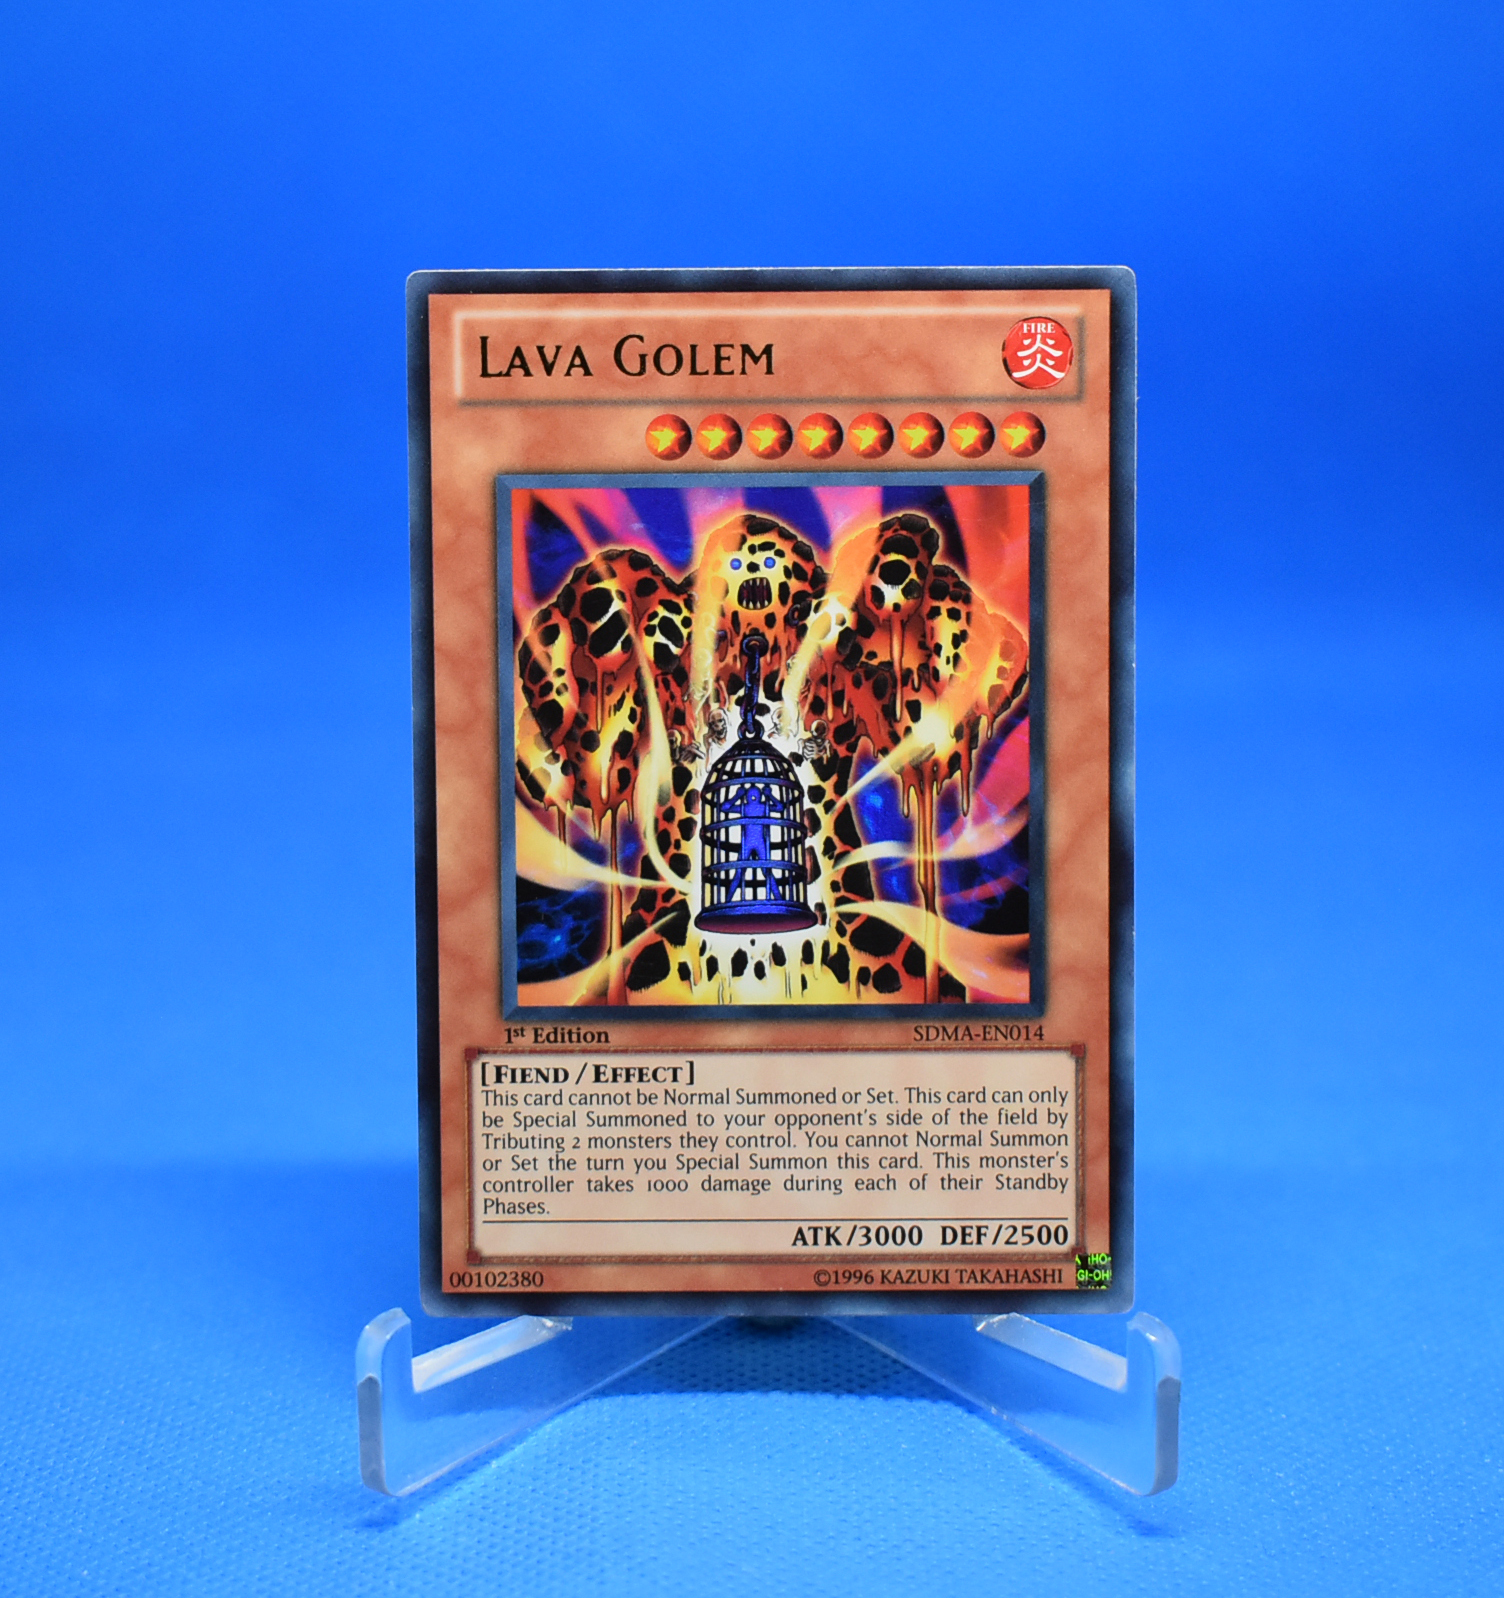 LAVA GOLEM
FIRE
炎
1st Edition
SDMA-EN014
[FIEND/EFFECT]
This card cannot be Normal Summoned or Set. This card can only
be Special Summoned to your opponent's side of the field by
Tributing 2 monsters they control. You cannot Normal Summon
or Set the turn you Special Summon this card. This monster's
controller takes 1000 damage during each of their Standby
Phases.
ATK/3000 DEF/2500
00102380
©1996 KAZUKI TAKAHASHI
GI-OH!